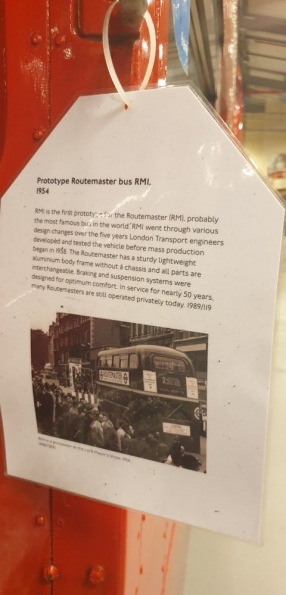 Prototype Routemaster bus RM1,
1954
RM1 is the first prototype for the Routemaster (RM), probably
the most famous bus in the world. RM1 went through various
design changes over the five years London Transport engineers
developed and tested the vehicle before mass production
began in 1958. The Routemaster has a sturdy lightweight
aluminium body frame without a chassis and all parts are
interchangeable. Braking and suspension systems were
designed for optimum comfort. In service for nearly 50 years,
many Routemasters are still operated privately today. 1989/119
ROUTEMASTER